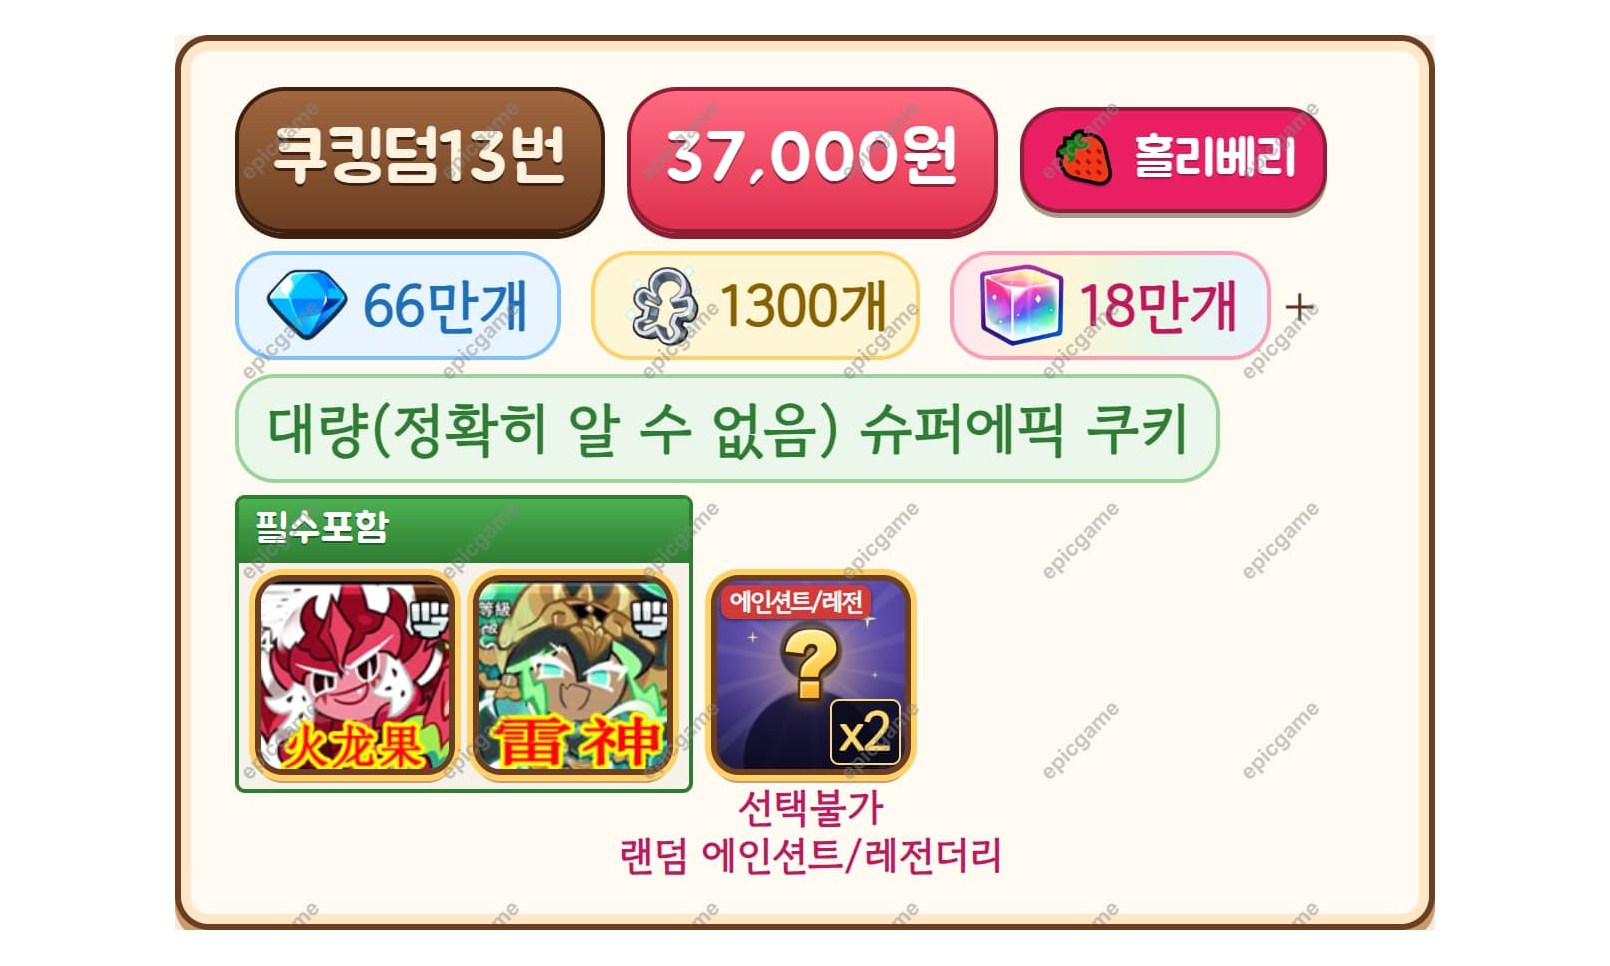 쿠킹덤13번
37,000원
홀리베리
66만개
1300개
18만개
+
대량(정확히 알 수 없음) 슈퍼에픽 쿠키
필수포함
火龙果
等級
雷神
에인션트/레전
?
x2
선택불가
랜덤 에인션트/레전더리
epicgame